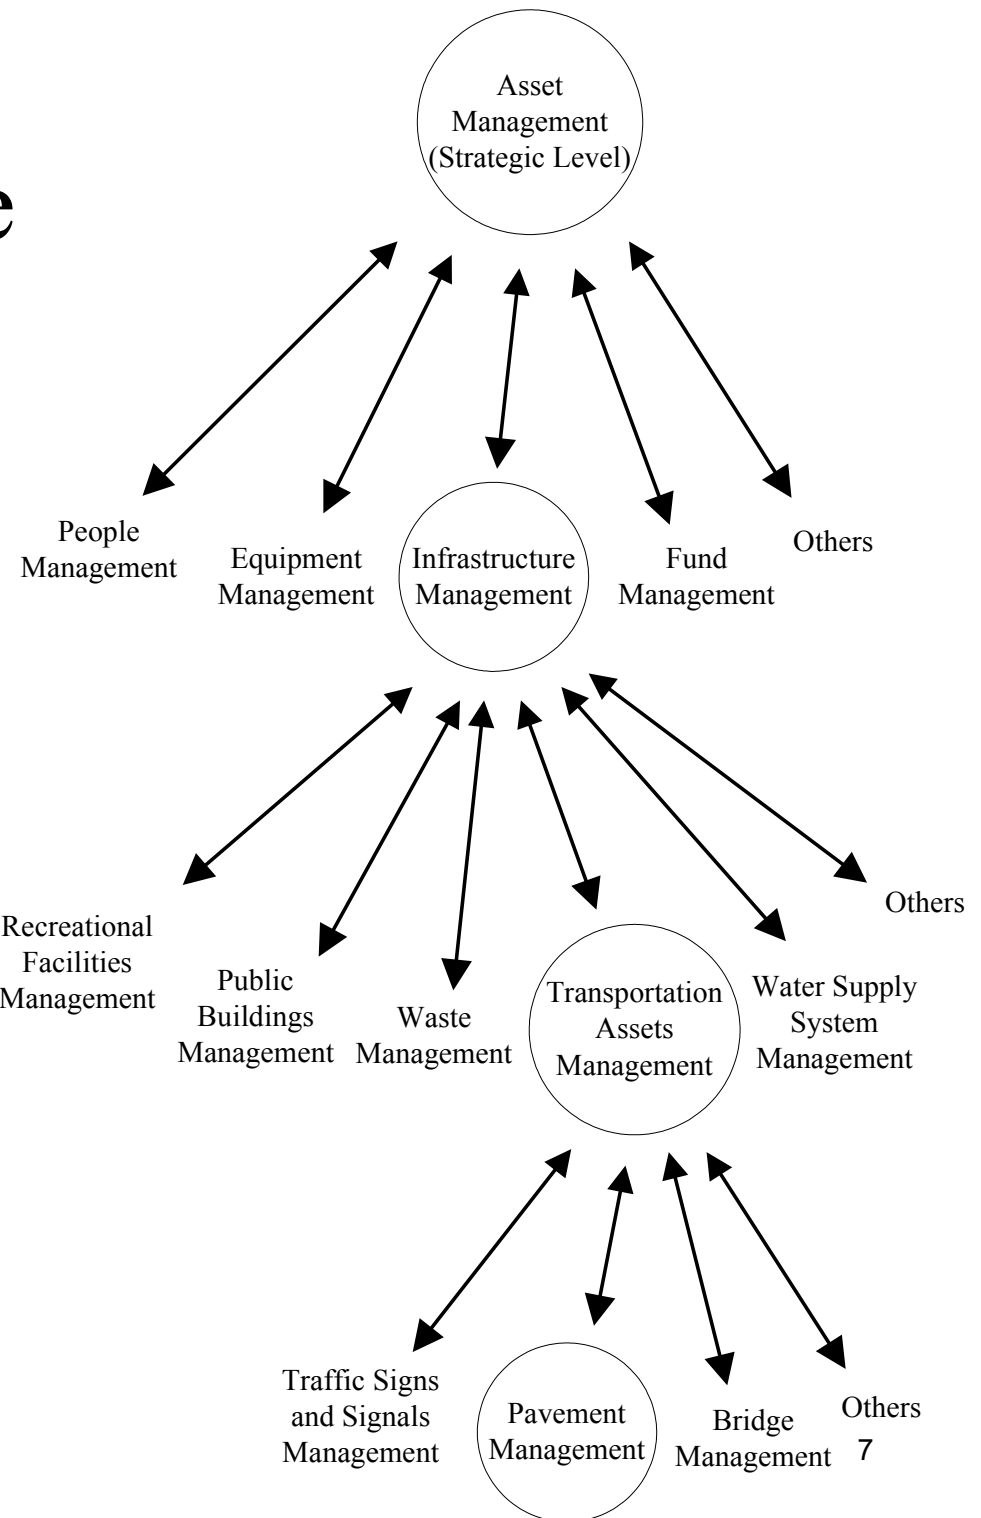 Asset
Management
(Strategic Level)
e
People
Management
Equipment
Management
Infrastructure
Management
Fund
Management
Others
Recreational
Facilities
Management
Public
Buildings
Management
Waste
Management
Transportation
Assets
Management
Water Supply
System
Management
Others
Traffic Signs
and Signals
Management
Pavement
Management
Bridge
Management
Others
7